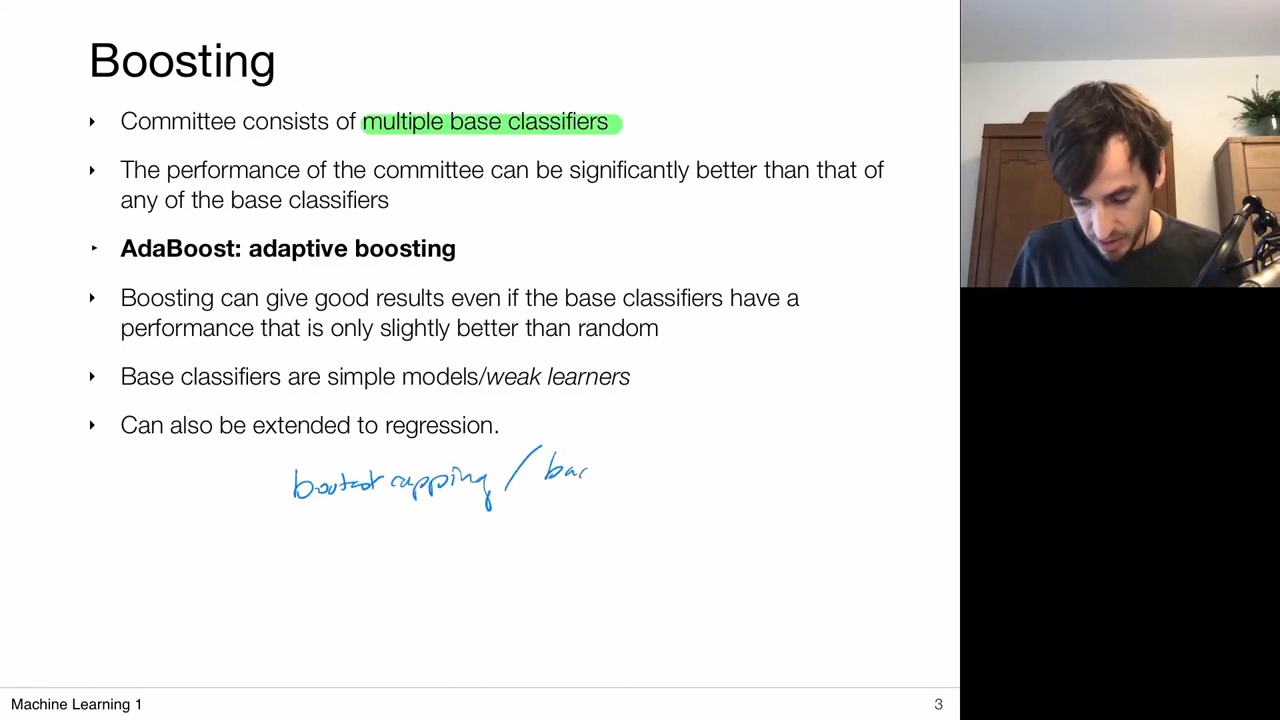 Boosting
‣ Committee consists of multiple base classifiers
‣ The performance of the committee can be significantly better than that of
any of the base classifiers
‣ AdaBoost: adaptive boosting
‣ Boosting can give good results even if the base classifiers have a
performance that is only slightly better than random
‣ Base classifiers are simple models/weak learners
‣ Can also be extended to regression.
bootstrapping /
Machine Learning 1
3